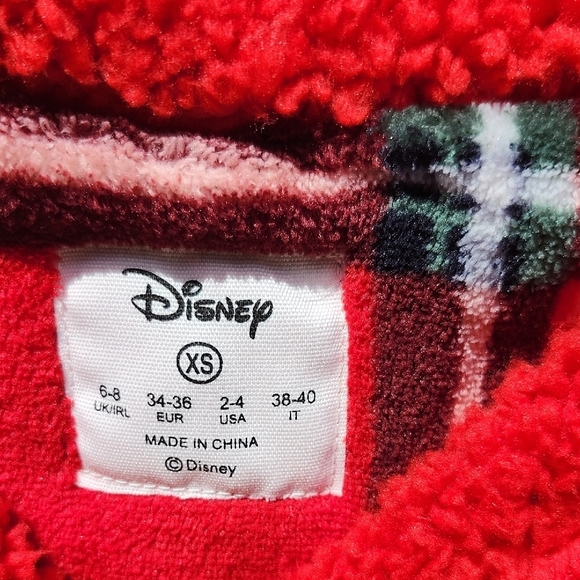 Disney
XS
6-8 34-36 2-4 38-40
UK/IRL EUR USA IT
MADE IN CHINA
© Disney